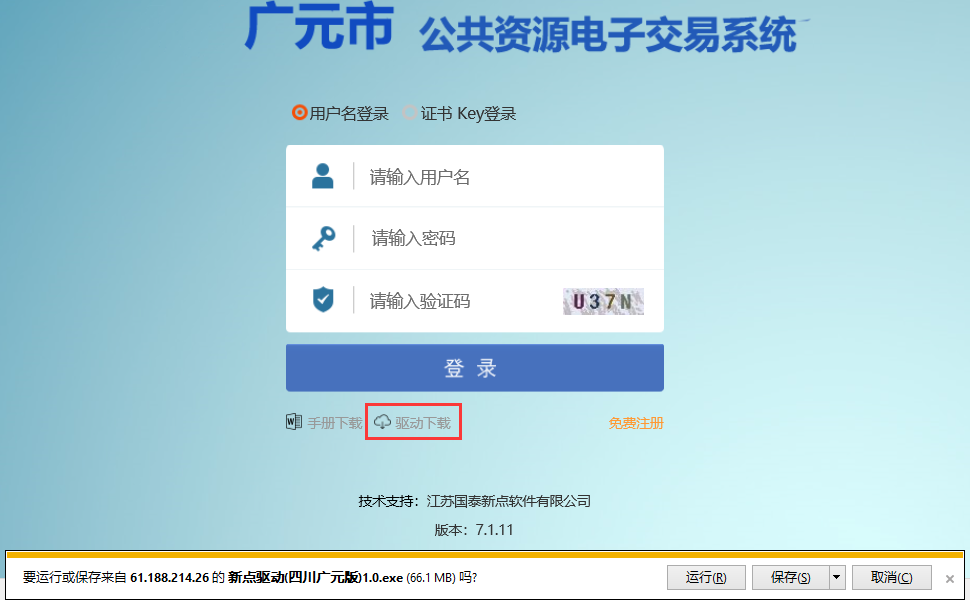 广元市 公共资源电子交易系统
用户名登录 证书 Key登录
请输入用户名
请输入密码
请输入验证码 U37N
登 录
手册下载 驱动下载 免费注册
技术支持：江苏国泰新点软件有限公司
版本：7.1.11
要运行或保存来自 61.188.214.26 的 新点驱动(四川广元版)1.0.exe (66.1 MB) 吗? 运行(R) 保存(S) 取消(C) ×